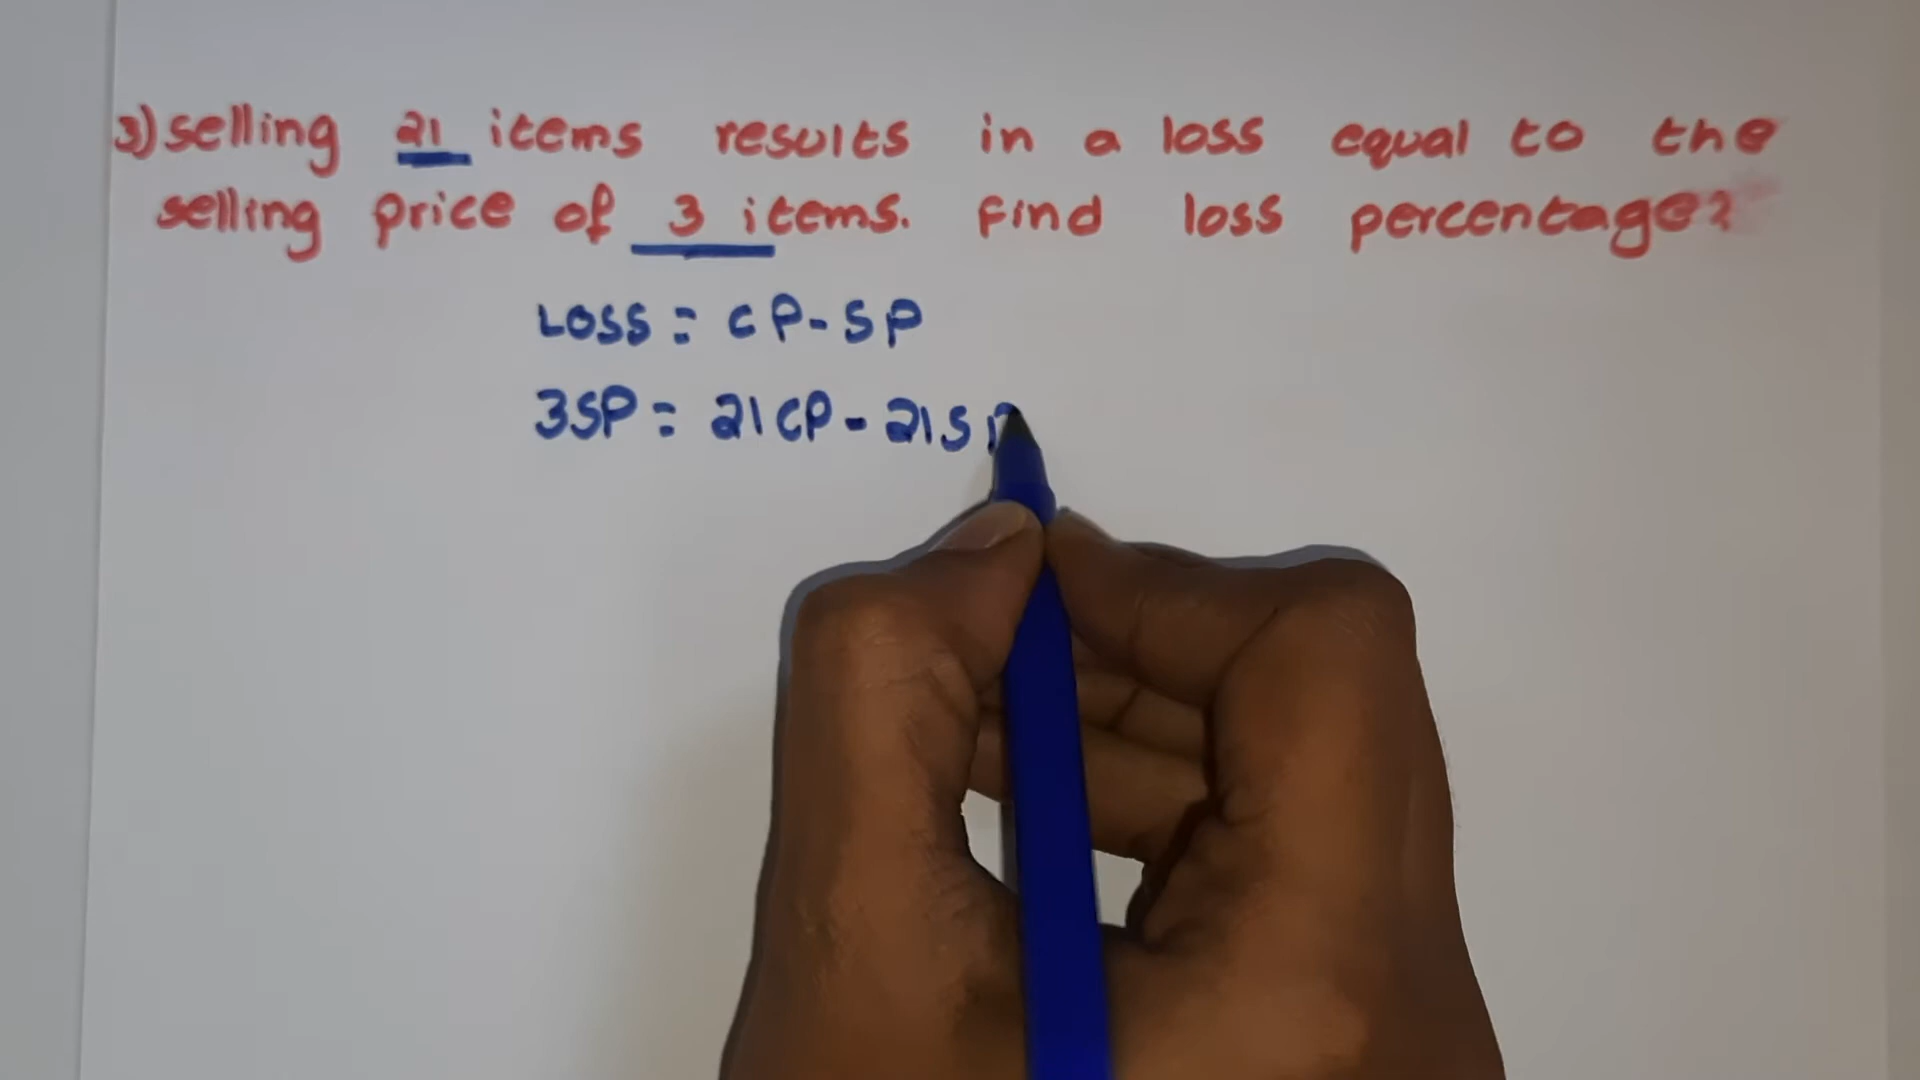 3) selling 21 items results in a loss equal to the
selling price of 3 items. Find loss percentage?
LOSS = CP - SP
3SP = 21CP - 21SP